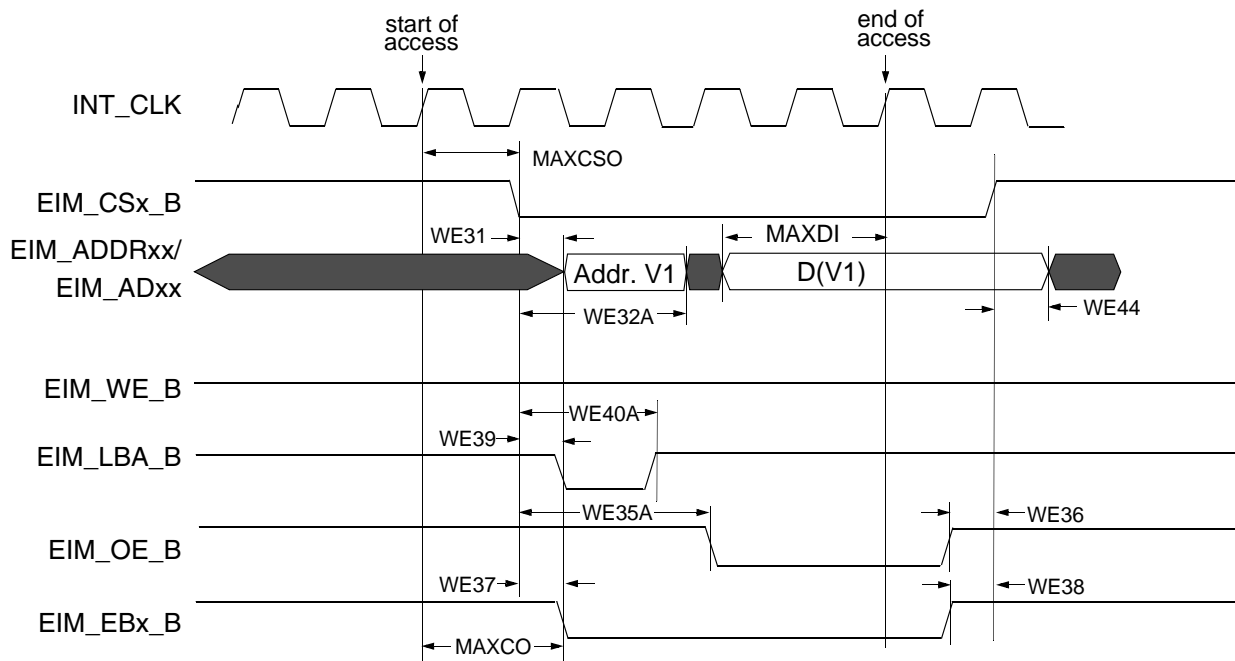 start of
access
end of
access
INT_CLK
MAXCSO
EIM_CSx_B
WE31
MAXDI
EIM_ADDRxx/
EIM_ADxx
Addr. V1
D(V1)
WE32A
WE44
EIM_WE_B
WE40A
WE39
EIM_LBA_B
WE35A
WE36
EIM_OE_B
WE37
WE38
EIM_EBx_B
MAXCO